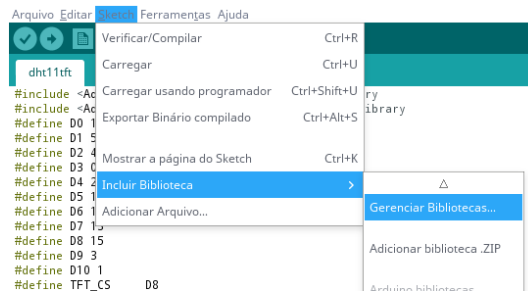 Arquivo Editar Sketch Ferramentas Ajuda
Verificar/Compilar Ctrl+R
Carregar Ctrl+U
Carregar usando programador Ctrl+Shift+U
Exportar Binário compilado Ctrl+Alt+S
Mostrar a página do Sketch Ctrl+K
Incluir Biblioteca
Adicionar Arquivo...
Gerenciar Bibliotecas...
Adicionar biblioteca .ZIP
Arduino bibliotecas
dht11tft
#include <Ad ry
#include <Ad ibrary
#define D0 1
#define D1 5
#define D2 4
#define D3 0
#define D4 2
#define D5 1
#define D6 1
#define D7 13
#define D8 15
#define D9 3
#define D10 1
#define TFT_CS D8